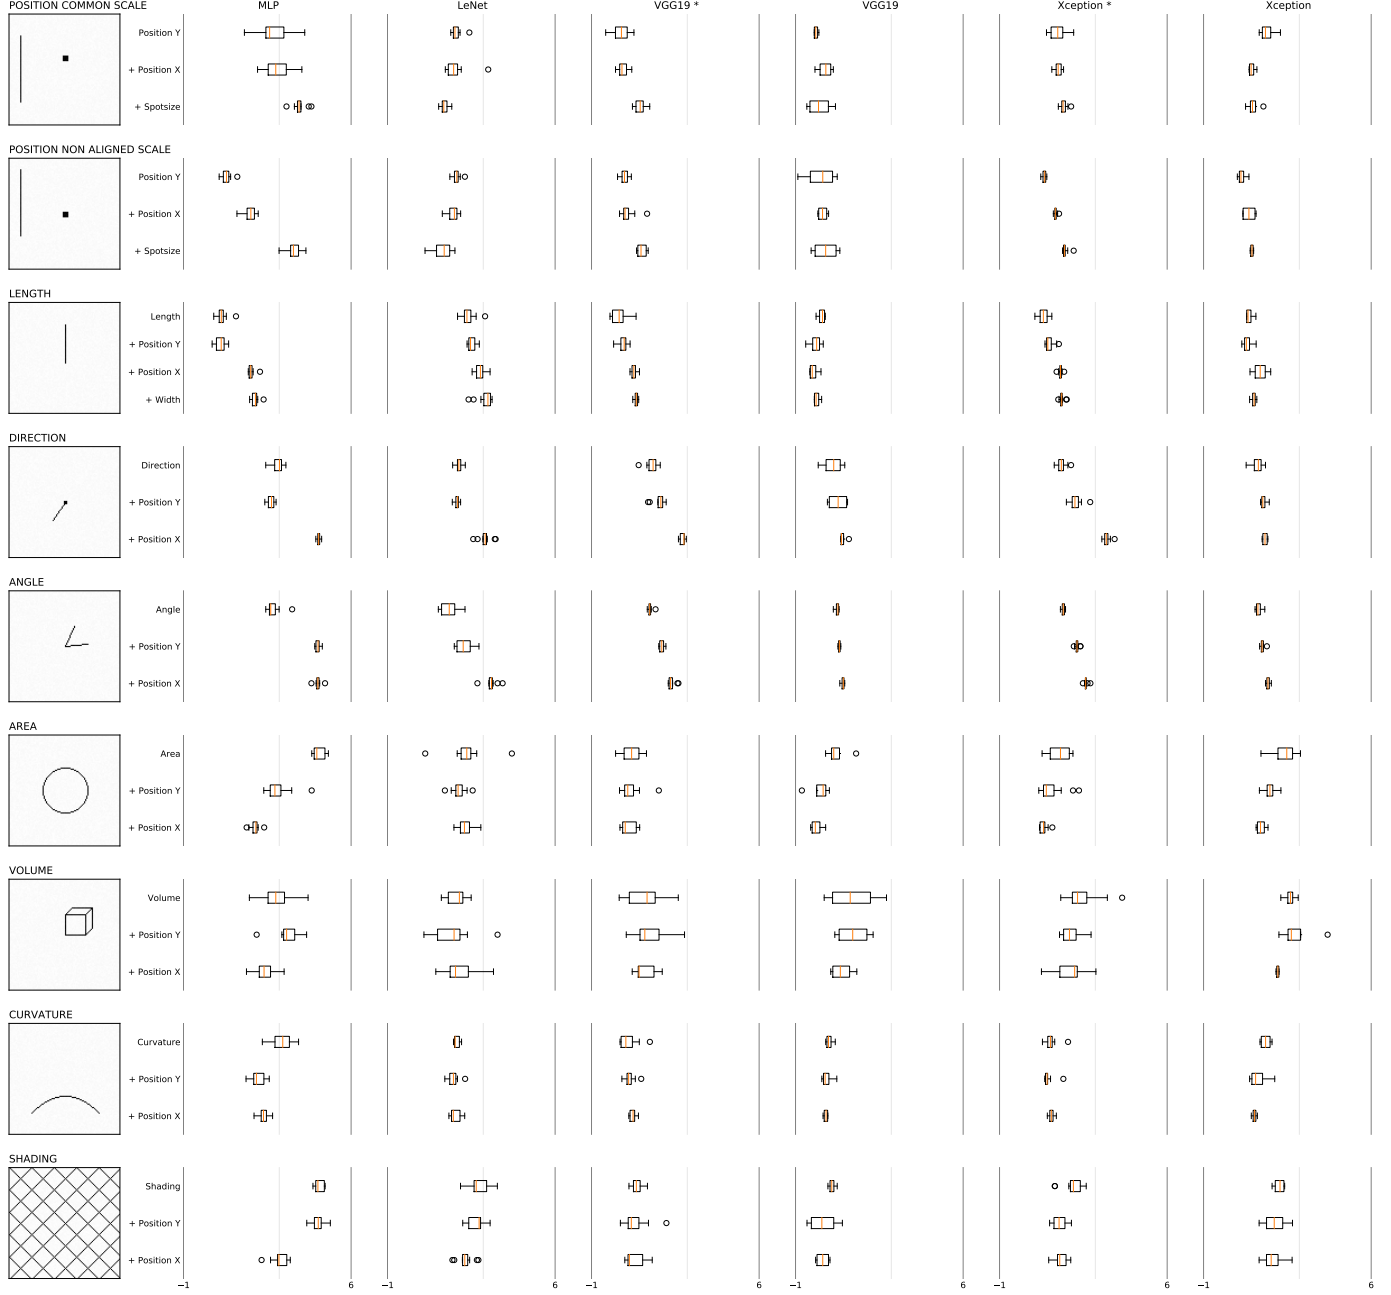 POSITION COMMON SCALE
MLP
LeNet
VGG19 *
VGG19
Xception *
Xception
Position Y
+ Position X
+ Spotsize
POSITION NON ALIGNED SCALE
Position Y
+ Position X
+ Spotsize
LENGTH
Length
+ Position Y
+ Position X
+ Width
DIRECTION
Direction
+ Position Y
+ Position X
ANGLE
Angle
+ Position Y
+ Position X
AREA
Area
+ Position Y
+ Position X
VOLUME
Volume
+ Position Y
+ Position X
CURVATURE
Curvature
+ Position Y
+ Position X
SHADING
Shading
+ Position Y
+ Position X
−1 6 −1 6 −1 6 −1 6 −1 6 −1 6